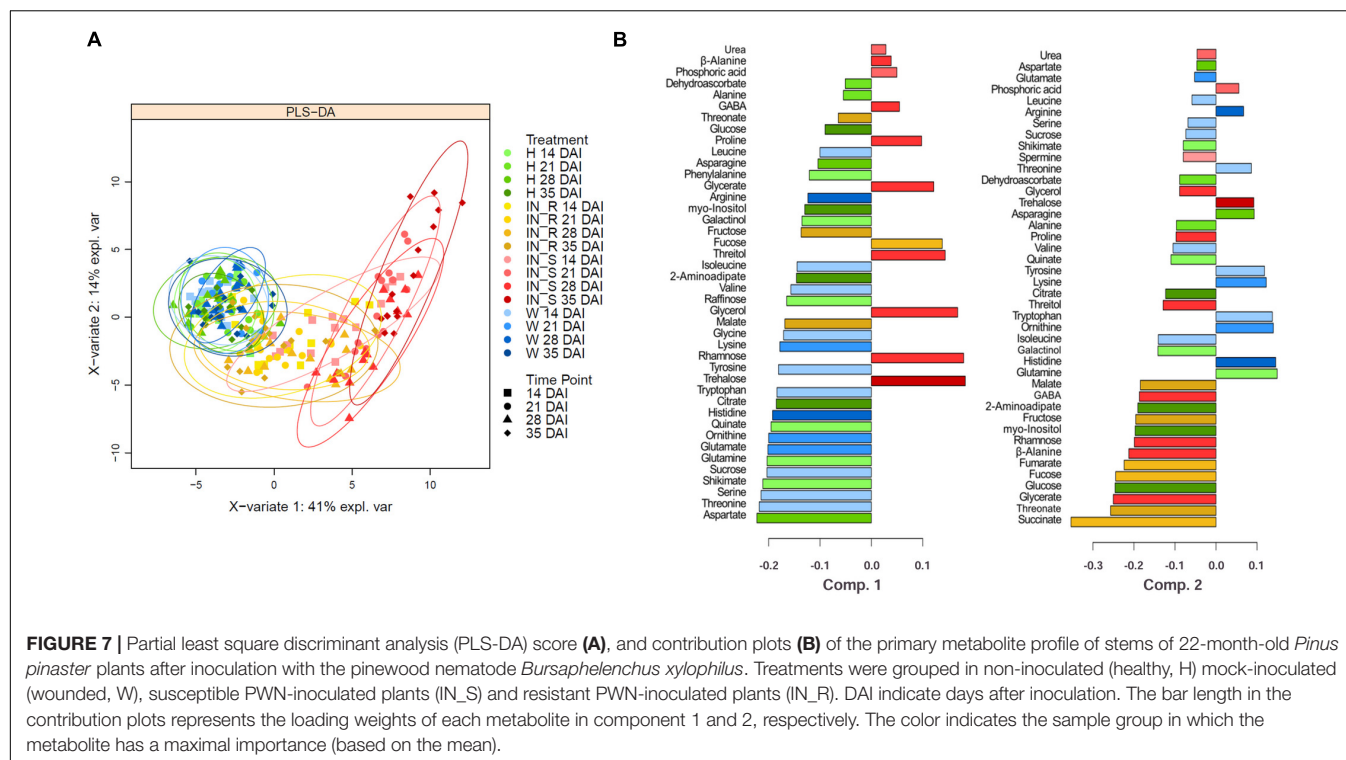 A
PLS−DA
X−variate 2: 14% expl. var
10
5
0
−5
−10
−5
0
5
10
X−variate 1: 41% expl. var
Treatment
H 14 DAI
H 21 DAI
H 28 DAI
H 35 DAI
IN_R 14 DAI
IN_R 21 DAI
IN_R 28 DAI
IN_R 35 DAI
IN_S 14 DAI
IN_S 21 DAI
IN_S 28 DAI
IN_S 35 DAI
W 14 DAI
W 21 DAI
W 28 DAI
W 35 DAI
Time Point
14 DAI
21 DAI
28 DAI
35 DAI
B
Urea
β-Alanine
Phosphoric acid
Dehydroascorbate
Alanine
GABA
Threonate
Glucose
Proline
Leucine
Asparagine
Phenylalanine
Glycerate
Arginine
myo-Inositol
Galactinol
Fructose
Fucose
Threitol
Isoleucine
2-Aminoadipate
Valine
Raffinose
Glycerol
Malate
Glycine
Lysine
Rhamnose
Tyrosine
Trehalose
Tryptophan
Citrate
Histidine
Quinate
Ornithine
Glutamate
Glutamine
Sucrose
Shikimate
Serine
Threonine
Aspartate
-0.2 -0.1 0.0 0.1
Comp. 1
Urea
Aspartate
Glutamate
Phosphoric acid
Leucine
Arginine
Serine
Sucrose
Shikimate
Spermine
Threonine
Dehydroascorbate
Glycerol
Trehalose
Asparagine
Alanine
Proline
Valine
Quinate
Tyrosine
Lysine
Citrate
Threitol
Tryptophan
Ornithine
Isoleucine
Galactinol
Histidine
Glutamine
Malate
GABA
2-Aminoadipate
Fructose
myo-Inositol
Rhamnose
β-Alanine
Fumarate
Fucose
Glucose
Glycerate
Threonate
Succinate
-0.3 -0.2 -0.1 0.0 0.1
Comp. 2
FIGURE 7 | Partial least square discriminant analysis (PLS-DA) score (A), and contribution plots (B) of the primary metabolite profile of stems of 22-month-old Pinus
pinaster plants after inoculation with the pinewood nematode Bursaphelenchus xylophilus. Treatments were grouped in non-inoculated (healthy, H) mock-inoculated
(wounded, W), susceptible PWN-inoculated plants (IN_S) and resistant PWN-inoculated plants (IN_R). DAI indicate days after inoculation. The bar length in the
contribution plots represents the loading weights of each metabolite in component 1 and 2, respectively. The color indicates the sample group in which the
metabolite has a maximal importance (based on the mean).